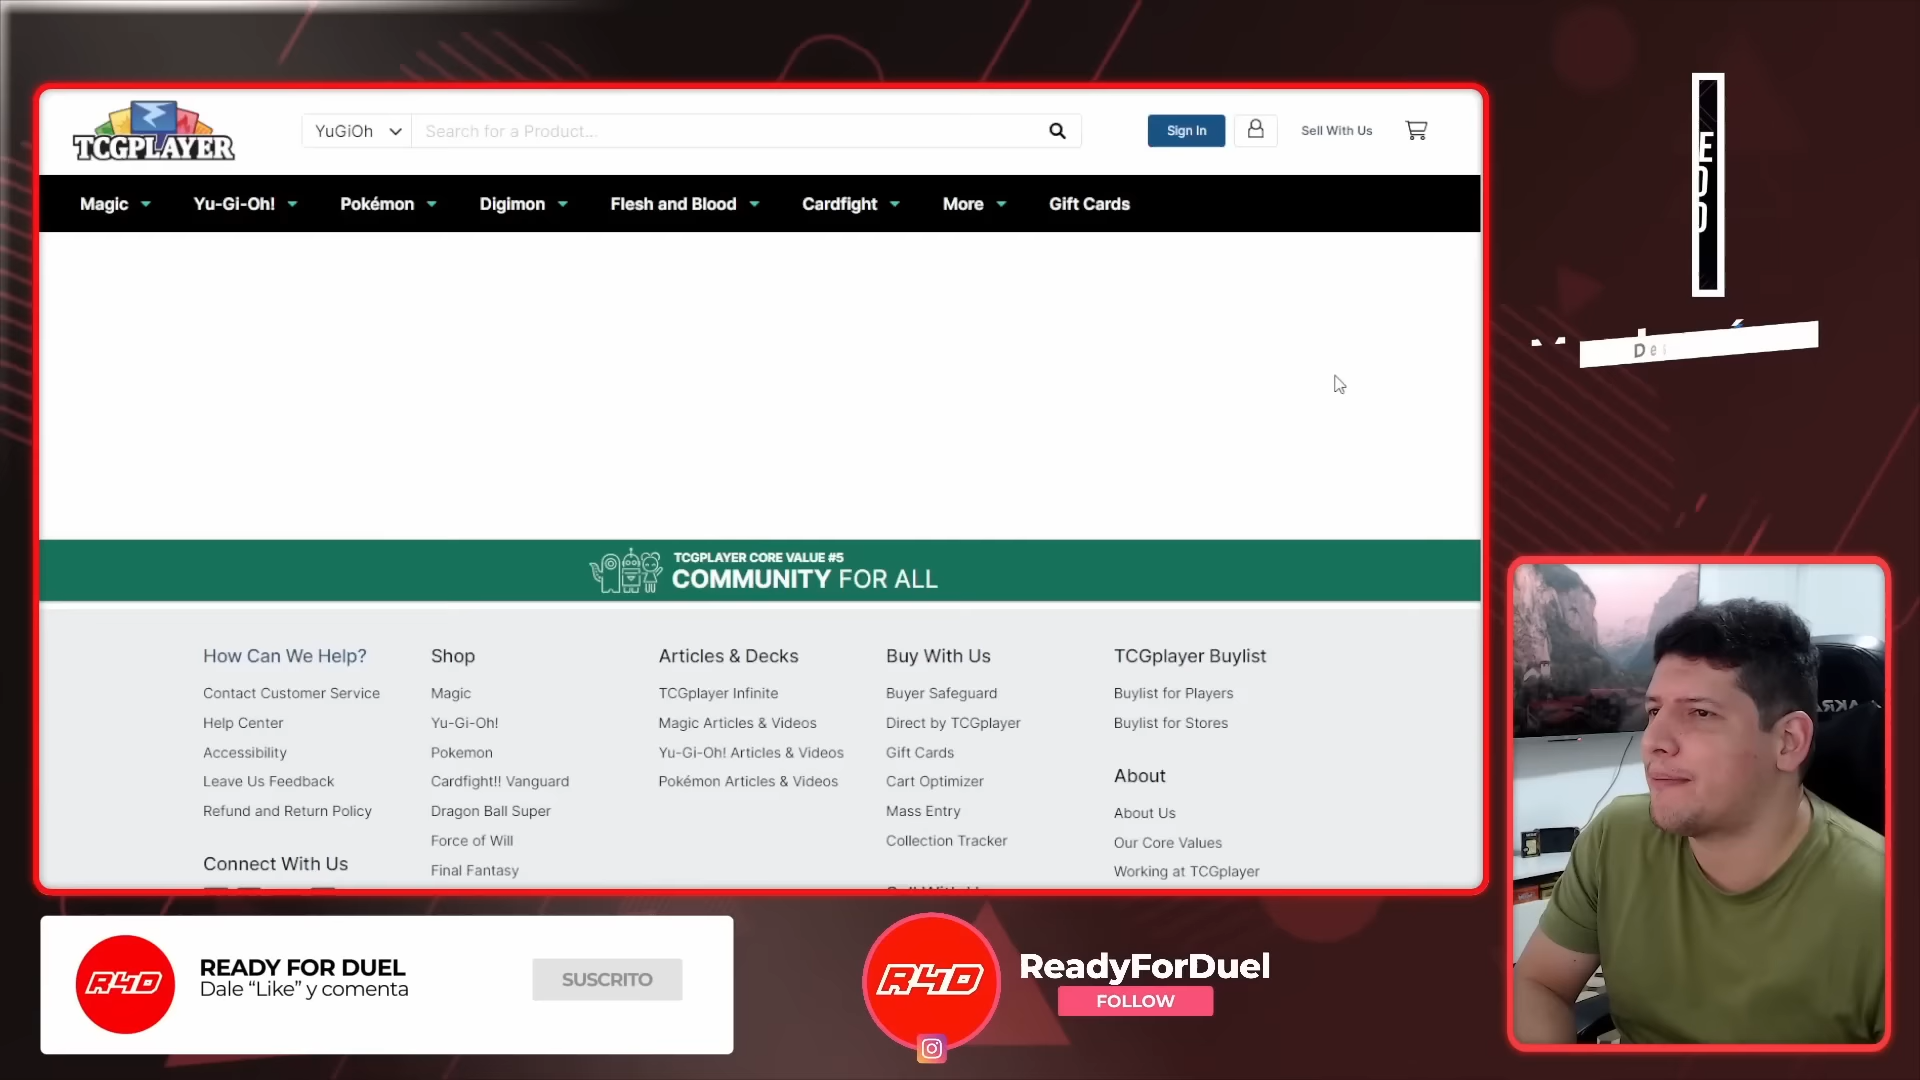 TCGPLAYER
YuGiOh
Search for a Product...
Sign In
Sell With Us
Magic
Yu-Gi-Oh!
Pokémon
Digimon
Flesh and Blood
Cardfight
More
Gift Cards
TCGPLAYER CORE VALUE #5
COMMUNITY FOR ALL
How Can We Help?
Contact Customer Service
Help Center
Accessibility
Leave Us Feedback
Refund and Return Policy
Connect With Us
Shop
Magic
Yu-Gi-Oh!
Pokemon
Cardfight!! Vanguard
Dragon Ball Super
Force of Will
Final Fantasy
Articles & Decks
TCGplayer Infinite
Magic Articles & Videos
Yu-Gi-Oh! Articles & Videos
Pokémon Articles & Videos
Buy With Us
Buyer Safeguard
Direct by TCGplayer
Gift Cards
Cart Optimizer
Mass Entry
Collection Tracker
TCGplayer Buylist
Buylist for Players
Buylist for Stores
About
About Us
Our Core Values
Working at TCGplayer
R4D
READY FOR DUEL
Dale “Like” y comenta
SUSCRITO
R4D
ReadyForDuel
FOLLOW